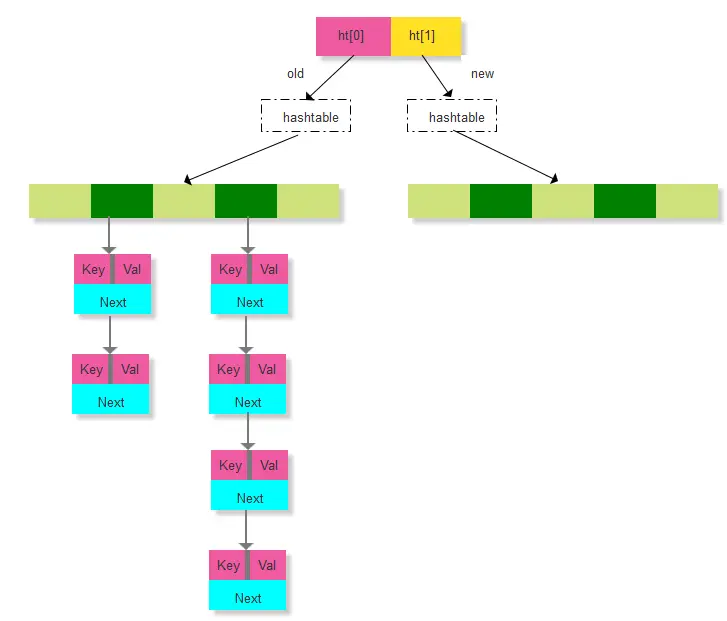 ht[0] ht[1]
old new
hashtable hashtable
Key Val Key Val
Next Next
Key Val Key Val
Next Next
Key Val
Next
Key Val
Next